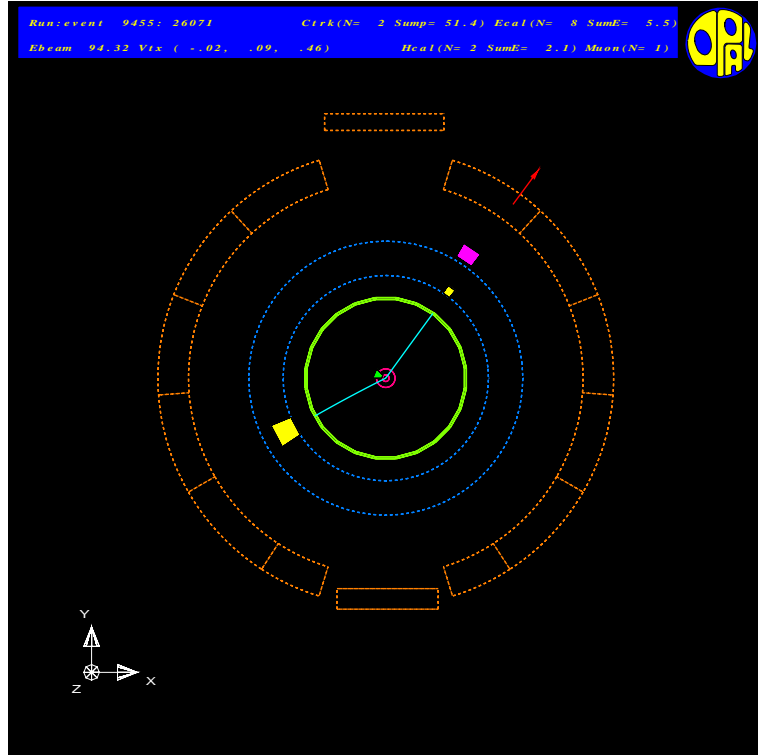 Run:event 9455: 26071 Ctrk(N= 2 Sump= 51.4) Ecal(N= 8 SumE= 5.5)
Ebeam 94.32 Vtx ( -.02, .09, .46) Hcal(N= 2 SumE= 2.1) Muon(N= 1)
OPAL
Y
X
Z